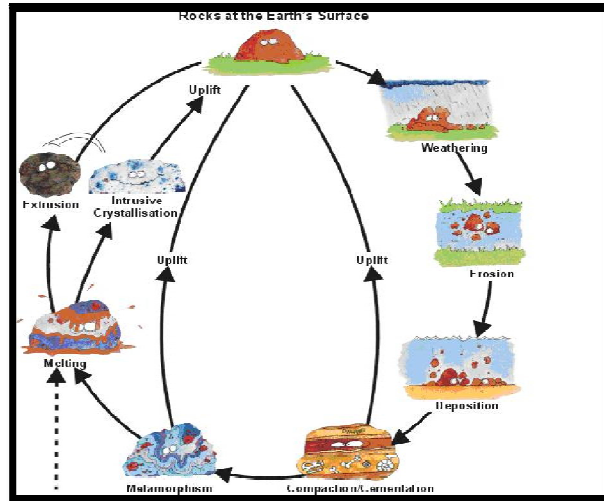 Rocks at the Earth's Surface
Uplift
Weathering
Extrusion
Intrusive
Crystallisation
Erosion
Uplift
Uplift
Melting
Deposition
Metamorphism
Compaction/Cementation